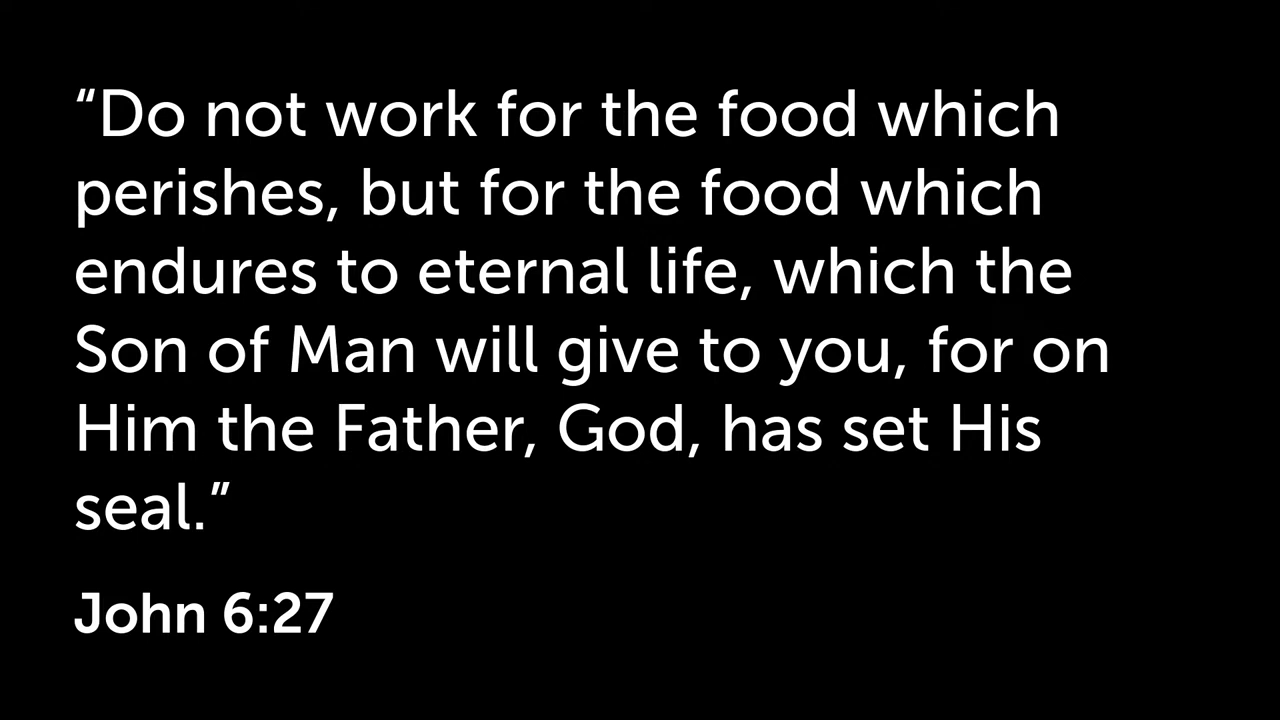 “Do not work for the food which
perishes, but for the food which
endures to eternal life, which the
Son of Man will give to you, for on
Him the Father, God, has set His
seal.”
John 6:27